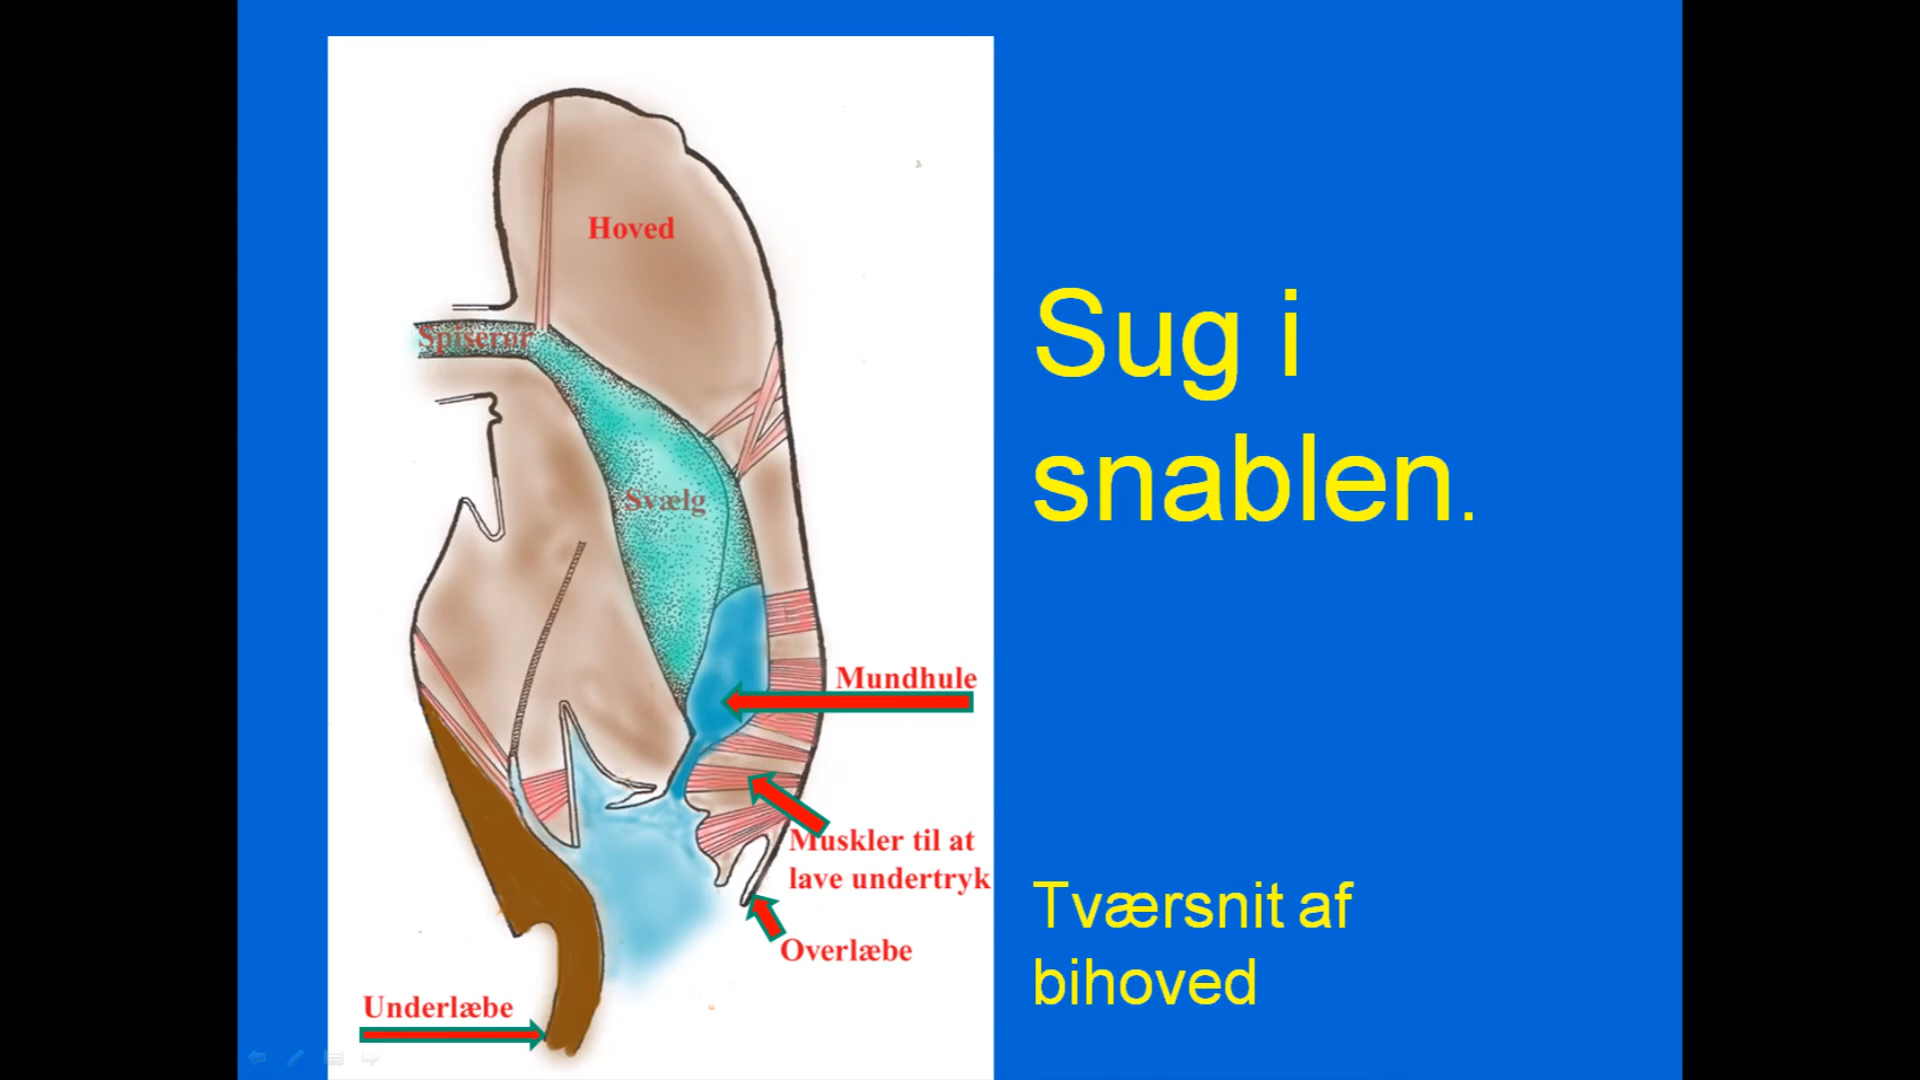 Hoved
Spiserør
Svælg
Mundhule
Muskler til at
lave undertryk
Overlæbe
Underlæbe
Sug i
snablen.
Tværsnit af
bihoved